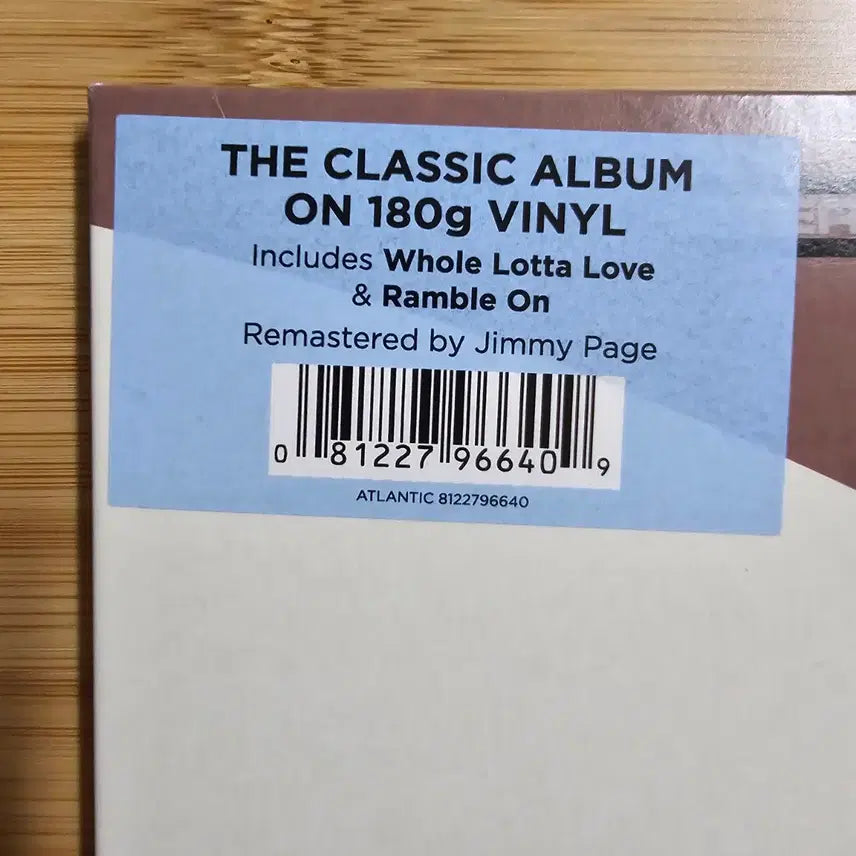 THE CLASSIC ALBUM
ON 180g VINYL
Includes Whole Lotta Love
& Ramble On
Remastered by Jimmy Page
0 81227 96640 9
ATLANTIC 8122796640